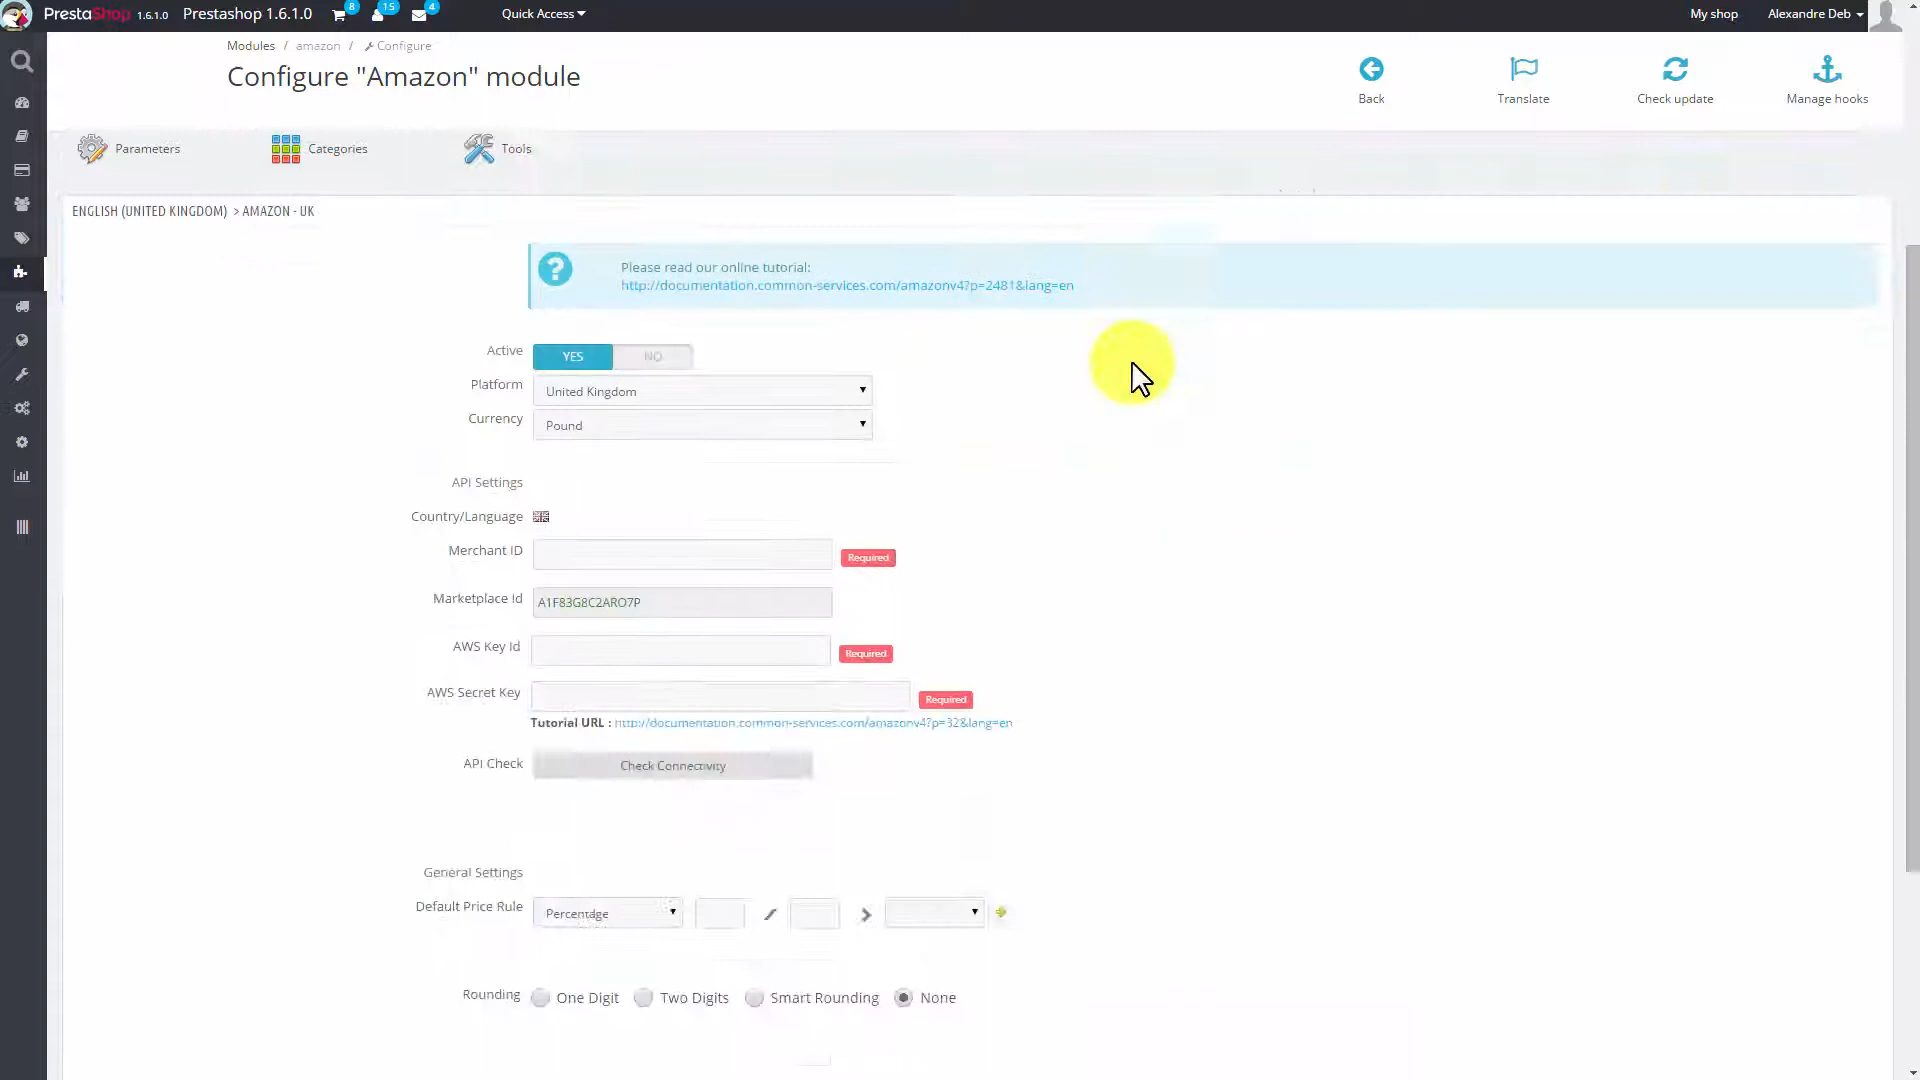 PrestaShop 1.6.1.0 Prestashop 1.6.1.0 8 15 4 Quick Access My shop Alexandre Deb
Modules / amazon / Configure
Configure "Amazon" module
Back Translate Check update Manage hooks
Parameters Categories Tools
ENGLISH (UNITED KINGDOM) > AMAZON - UK
? Please read our online tutorial:
http://documentation.common-services.com/amazonv4?p=2481&lang=en
Active YES NO
Platform United Kingdom
Currency Pound
API Settings
Country/Language
Merchant ID Required
Marketplace Id A1F83G8C2ARO7P
AWS Key Id Required
AWS Secret Key Required
Tutorial URL : http://documentation.common-services.com/amazonv4?p=32&lang=en
API Check Check Connectivity
General Settings
Default Price Rule Percentage
Rounding One Digit Two Digits Smart Rounding None